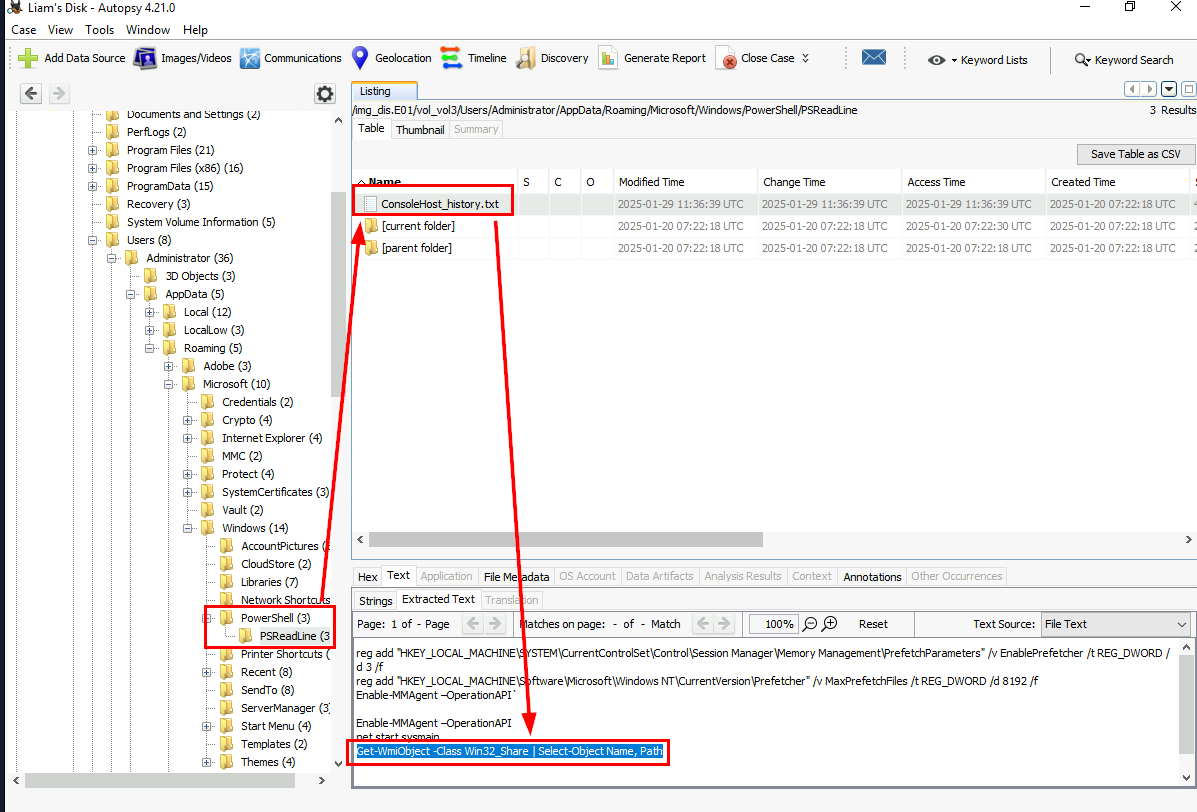 Liam's Disk - Autopsy 4.21.0
Case View Tools Window Help
Add Data Source Images/Videos Communications Geolocation Timeline Discovery Generate Report Close Case Keyword Lists Keyword Search
Documents and Settings (2)
PerfLogs (2)
Program Files (21)
Program Files (x86) (16)
ProgramData (15)
Recovery (3)
System Volume Information (5)
Users (8)
Administrator (36)
3D Objects (3)
AppData (5)
Local (12)
LocalLow (3)
Roaming (5)
Adobe (3)
Microsoft (10)
Credentials (2)
Crypto (4)
Internet Explorer (4)
MMC (2)
Protect (4)
SystemCertificates (3)
Vault (2)
Windows (14)
AccountPictures (
CloudStore (2)
Libraries (7)
Network Shortcuts
PowerShell (3)
PSReadLine (3
Printer Shortcuts (
Recent (8)
SendTo (8)
ServerManager (3)
Start Menu (4)
Templates (2)
Themes (4)
Listing
/img_dis.E01/vol_vol3/Users/Administrator/AppData/Roaming/Microsoft/Windows/PowerShell/PSReadLine
3 Results
Table Thumbnail Summary
Save Table as CSV
Name S C O Modified Time Change Time Access Time Created Time
ConsoleHost_history.txt 2025-01-29 11:36:39 UTC 2025-01-29 11:36:39 UTC 2025-01-29 11:36:39 UTC 2025-01-20 07:22:18 UTC
[current folder] 2025-01-20 07:22:18 UTC 2025-01-20 07:22:18 UTC 2025-01-20 07:22:30 UTC 2025-01-20 07:22:18 UTC
[parent folder] 2025-01-20 07:22:18 UTC 2025-01-20 07:22:18 UTC 2025-01-20 07:22:18 UTC 2025-01-20 07:22:18 UTC
Hex Text Application File Metadata OS Account Data Artifacts Analysis Results Context Annotations Other Occurrences
Strings Extracted Text Translation
Page: 1 of - Page Matches on page: - of - Match 100% Reset Text Source: File Text
reg add "HKEY_LOCAL_MACHINE\SYSTEM\CurrentControlSet\Control\Session Manager\Memory Management\PrefetchParameters" /v EnablePrefetcher /t REG_DWORD /
d 3 /f
reg add "HKEY_LOCAL_MACHINE\Software\Microsoft\Windows NT\CurrentVersion\Prefetcher" /v MaxPrefetchFiles /t REG_DWORD /d 8192 /f
Enable-MMAgent –OperationAPI`
Enable-MMAgent –OperationAPI
net start sysmain
Get-WmiObject -Class Win32_Share | Select-Object Name, Path